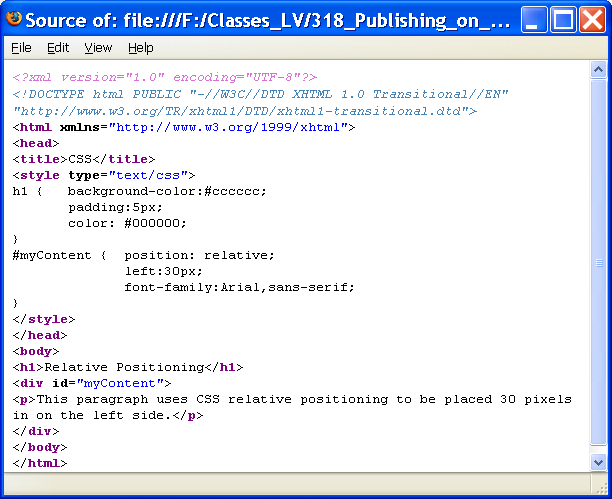 Source of: file:///F:/Classes_LV/318_Publishing_on_...
File Edit View Help
<?xml version="1.0" encoding="UTF-8"?>
<!DOCTYPE html PUBLIC "-//W3C//DTD XHTML 1.0 Transitional//EN"
"http://www.w3.org/TR/xhtml1/DTD/xhtml1-transitional.dtd">
<html xmlns="http://www.w3.org/1999/xhtml">
<head>
<title>CSS</title>
<style type="text/css">
h1 {   background-color:#cccccc;
       padding:5px;
       color: #000000;
}
#myContent {  position: relative;
              left:30px;
              font-family:Arial,sans-serif;
}
</style>
</head>
<body>
<h1>Relative Positioning</h1>
<div id="myContent">
<p>This paragraph uses CSS relative positioning to be placed 30 pixels
in on the left side.</p>
</div>
</body>
</html>